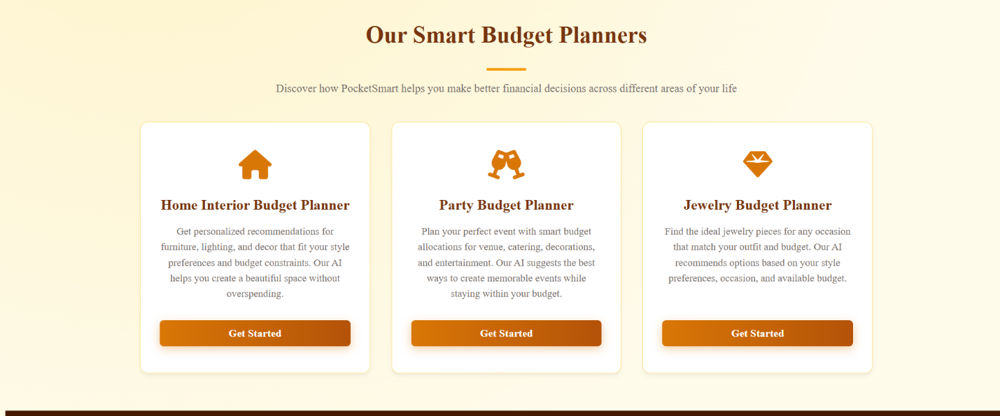 Our Smart Budget Planners
Discover how PocketSmart helps you make better financial decisions across different areas of your life
Home Interior Budget Planner
Get personalized recommendations for
furniture, lighting, and decor that fit your style
preferences and budget constraints. Our AI
helps you create a beautiful space without
overspending.
Get Started
Party Budget Planner
Plan your perfect event with smart budget
allocations for venue, catering, decorations,
and entertainment. Our AI suggests the best
ways to create memorable events while
staying within your budget.
Get Started
Jewelry Budget Planner
Find the ideal jewelry pieces for any occasion
that match your outfit and budget. Our AI
recommends options based on your style
preferences, occasion, and available budget.
Get Started